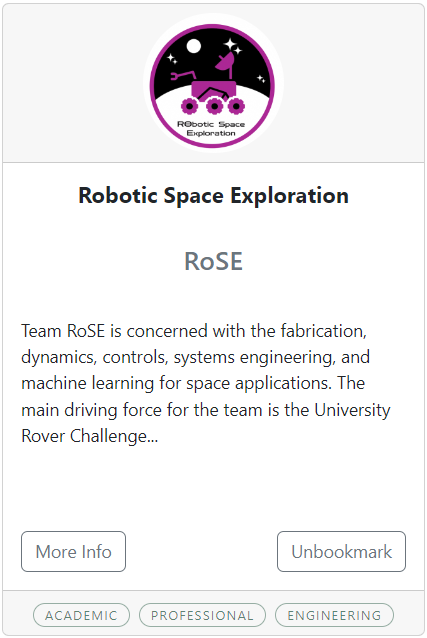 RObotic Space
Exploration
Robotic Space Exploration
RoSE
Team RoSE is concerned with the fabrication,
dynamics, controls, systems engineering, and
machine learning for space applications. The
main driving force for the team is the University
Rover Challenge...
More Info
Unbookmark
ACADEMIC
PROFESSIONAL
ENGINEERING